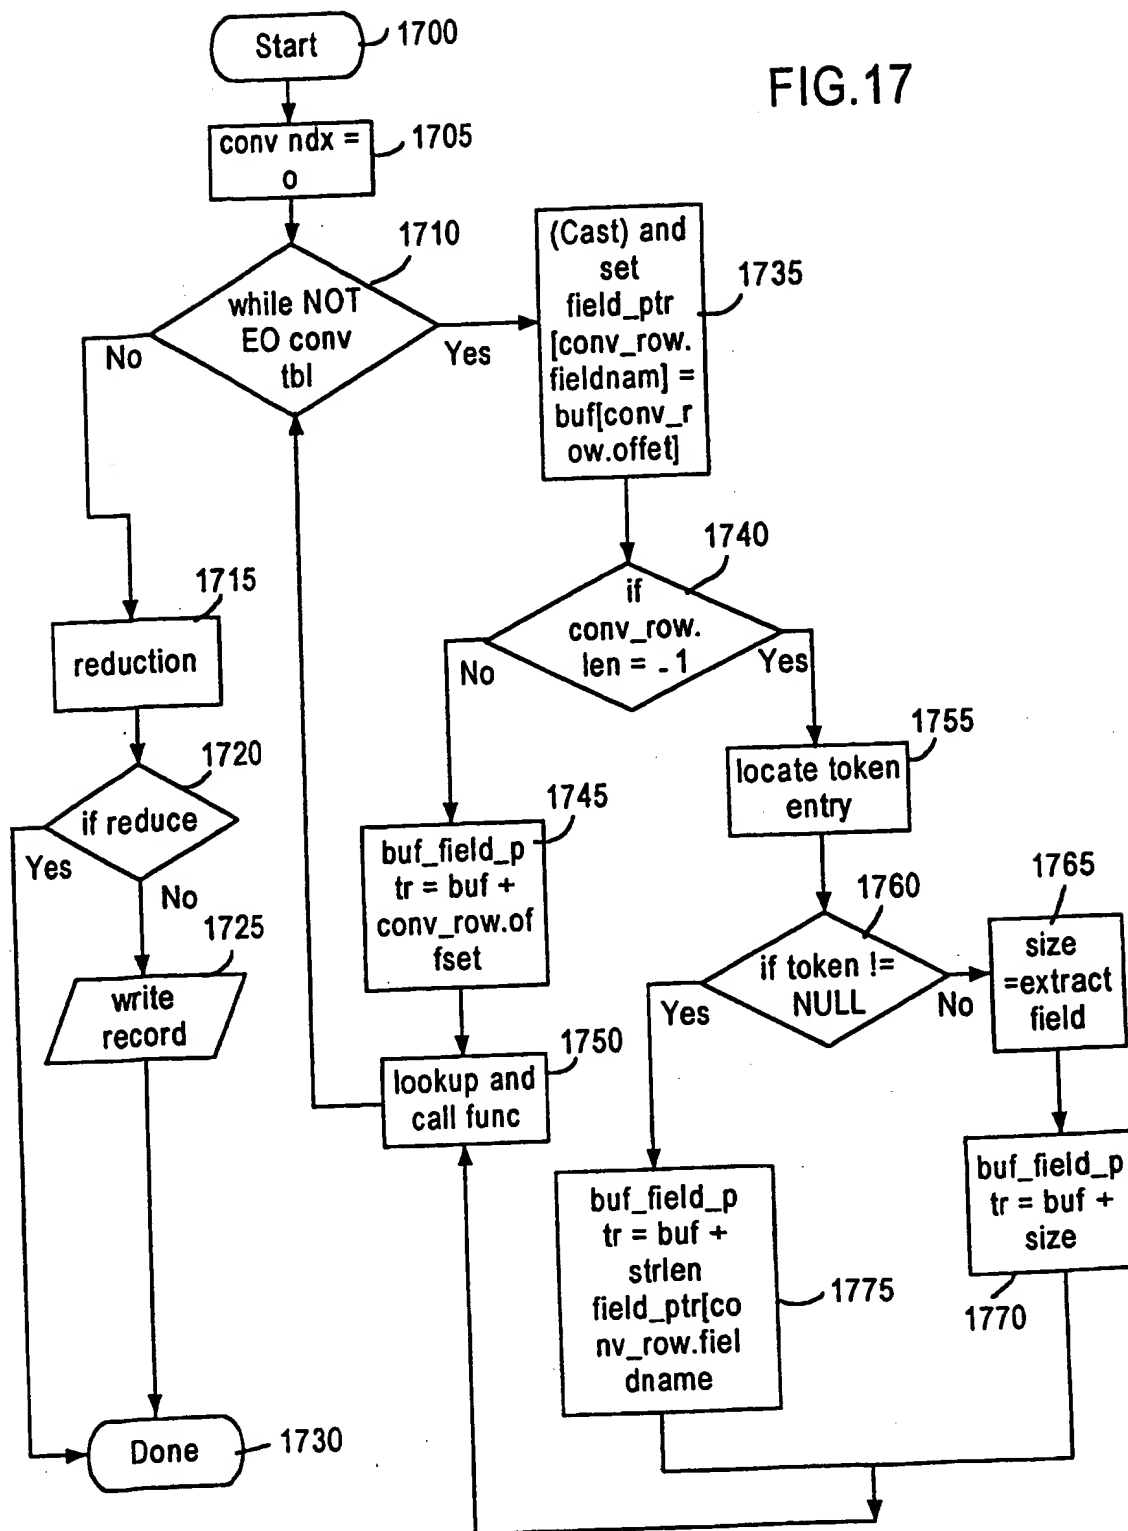 FIG.17
Start
1700
conv ndx =
o
1705
while NOT
EO conv
tbl
1710
No
Yes
(Cast) and
set
field_ptr
[conv_row.
fieldnam] =
buf[conv_r
ow.offet]
1735
if
conv_row.
len = - 1
1740
No
Yes
reduction
1715
if reduce
1720
Yes
No
write
record
1725
buf_field_p
tr = buf +
conv_row.of
fset
1745
lookup and
call func
1750
locate token
entry
1755
if token !=
NULL
1760
Yes
No
size
=extract
field
1765
buf_field_p
tr = buf +
size
1770
buf_field_p
tr = buf +
strlen
field_ptr[co
nv_row.fiel
dname
1775
Done
1730